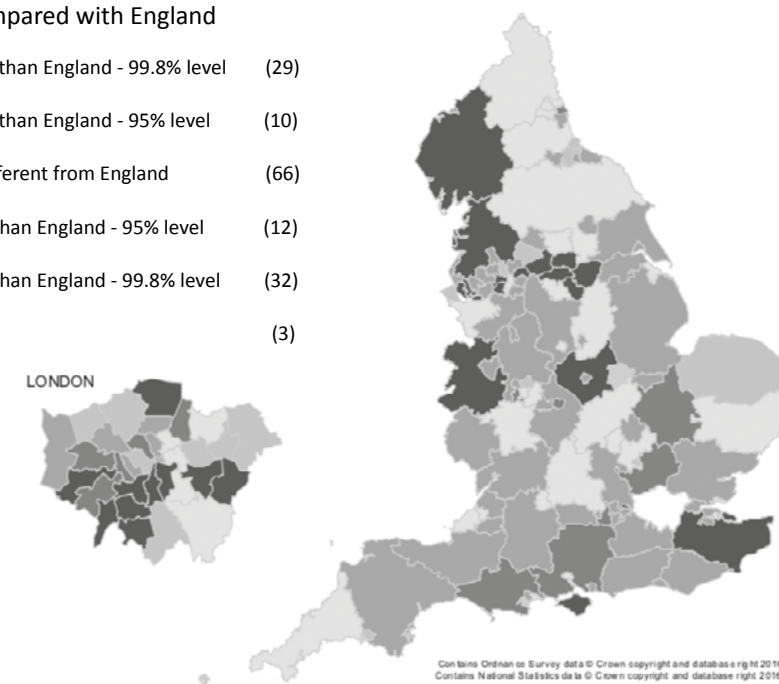 mpared with England
than England - 99.8% level (29)
than England - 95% level (10)
ferent from England (66)
han England - 95% level (12)
han England - 99.8% level (32)
(3)
LONDON
Contains Ordnance Survey data © Crown copyright and database right 2016
Contains National Statistics data © Crown copyright and database right 2016